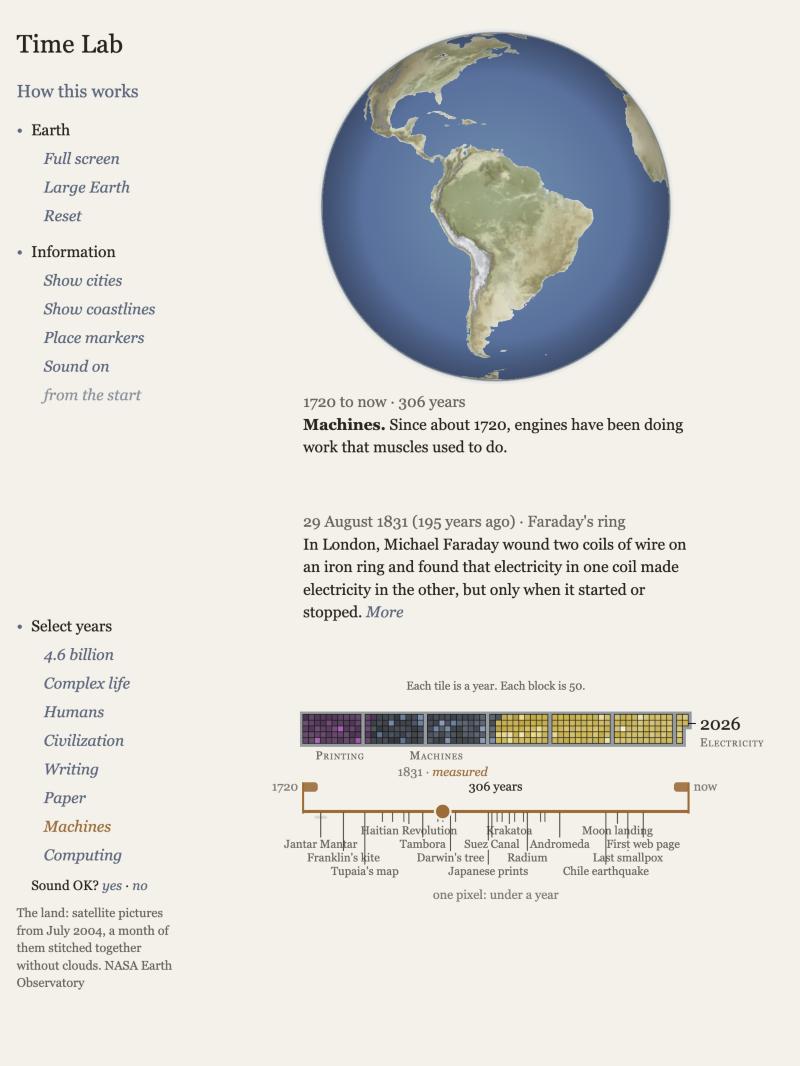 Time Lab
How this works
• Earth
Full screen
Large Earth
Reset
• Information
Show cities
Show coastlines
Place markers
Sound on
from the start
1720 to now · 306 years
Machines. Since about 1720, engines have been doing
work that muscles used to do.
29 August 1831 (195 years ago) · Faraday's ring
In London, Michael Faraday wound two coils of wire on
an iron ring and found that electricity in one coil made
electricity in the other, but only when it started or
stopped. More
• Select years
4.6 billion
Complex life
Humans
Civilization
Writing
Paper
Machines
Computing
Sound OK? yes · no
The land: satellite pictures
from July 2004, a month of
them stitched together
without clouds. NASA Earth
Observatory
Each tile is a year. Each block is 50.
2026
Electricity
Printing Machines
1831 · measured
1720 306 years now
Haitian Revolution Krakatoa Moon landing
Jantar Mantar Tambora Suez Canal Andromeda First web page
Franklin's kite Darwin's tree Radium Last smallpox
Tupaia's map Japanese prints Chile earthquake
one pixel: under a year